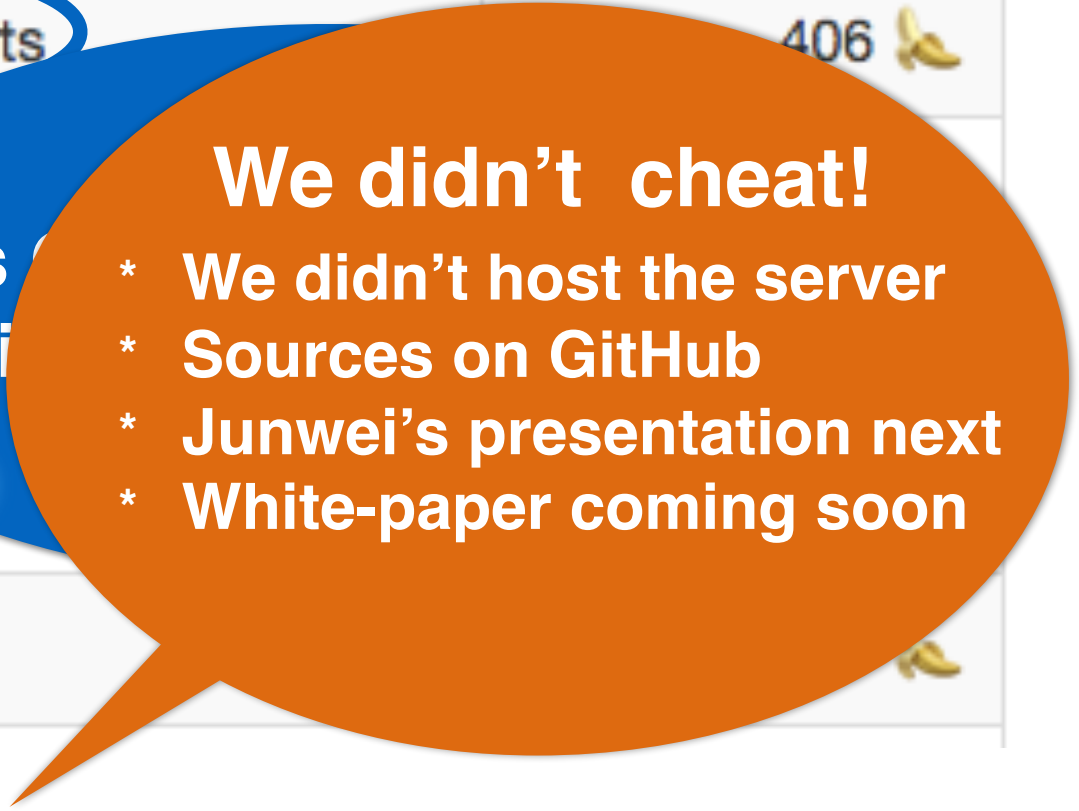 ts 406 🍌
We didn’t cheat!
* We didn’t host the server
* Sources on GitHub
* Junwei’s presentation next
* White-paper coming soon